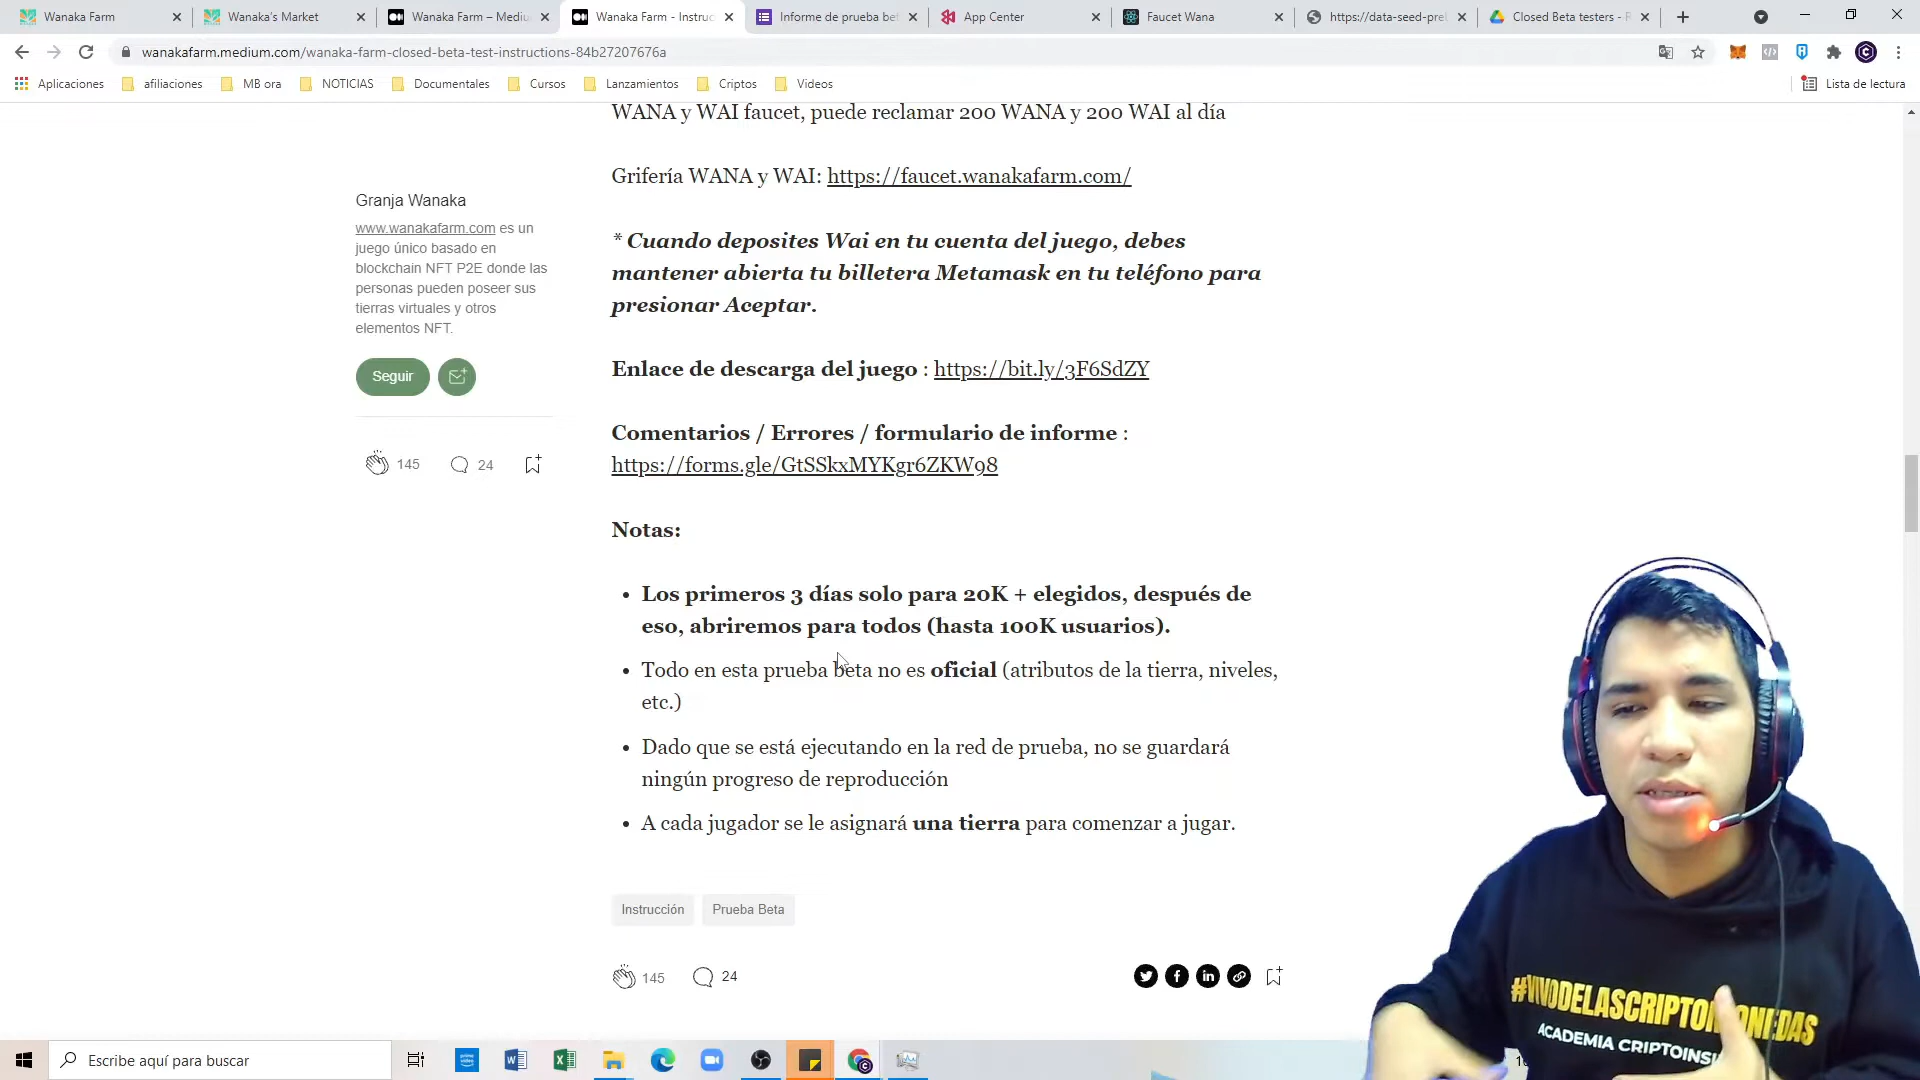 Wanaka Farm
Wanaka's Market
Wanaka Farm – Mediu
Wanaka Farm - Instruc
Informe de prueba bet
App Center
Faucet Wana
https://data-seed-prel
Closed Beta testers - R
wanakafarm.medium.com/wanaka-farm-closed-beta-test-instructions-84b27207676a
Aplicaciones
afiliaciones
MB ora
NOTICIAS
Documentales
Cursos
Lanzamientos
Criptos
Videos
Lista de lectura
WANA y WAI faucet, puede reclamar 200 WANA y 200 WAI al día
Grifería WANA y WAI: https://faucet.wanakafarm.com/
* Cuando deposites Wai en tu cuenta del juego, debes
mantener abierta tu billetera Metamask en tu teléfono para
presionar Aceptar.
Enlace de descarga del juego : https://bit.ly/3F6SdZY
Comentarios / Errores / formulario de informe :
https://forms.gle/GtSSkxMYKgr6ZKW98
Notas:
• Los primeros 3 días solo para 20K + elegidos, después de
eso, abriremos para todos (hasta 100K usuarios).
• Todo en esta prueba beta no es oficial (atributos de la tierra, niveles,
etc.)
• Dado que se está ejecutando en la red de prueba, no se guardará
ningún progreso de reproducción
• A cada jugador se le asignará una tierra para comenzar a jugar.
Instrucción
Prueba Beta
145
24
Granja Wanaka
www.wanakafarm.com es un
juego único basado en
blockchain NFT P2E donde las
personas pueden poseer sus
tierras virtuales y otros
elementos NFT.
Seguir
145
24
#VIVODELASCRIPTOMONEDAS
ACADEMIA CRIPTOINS
Escribe aquí para buscar